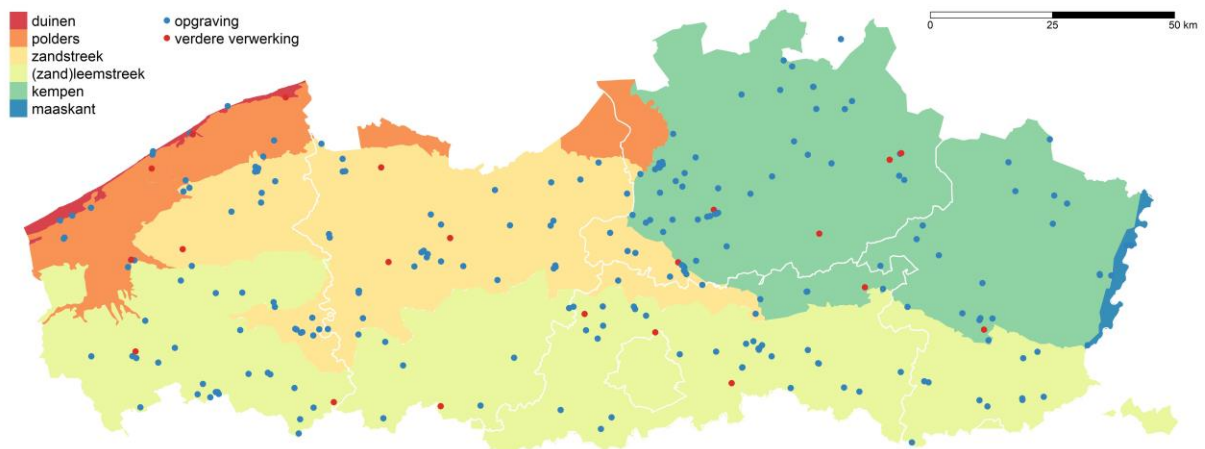 duinen
polders
zandstreek
(zand)leemstreek
kempen
maaskant
opgraving
verdere verwerking
0 25 50 km